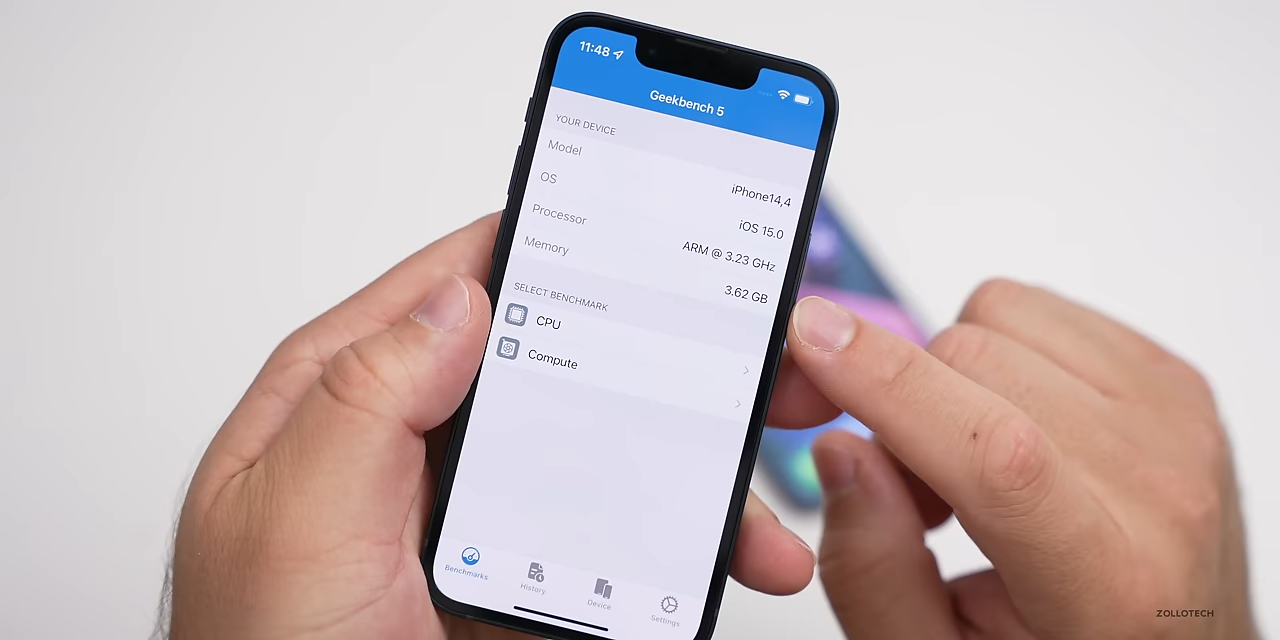 11:48
Geekbench 5
YOUR DEVICE
Model iPhone14,4
OS iOS 15.0
Processor ARM @ 3.23 GHz
Memory 3.62 GB
SELECT BENCHMARK
CPU
Compute
Benchmarks
History
Device
Settings
ZOLLOTECH